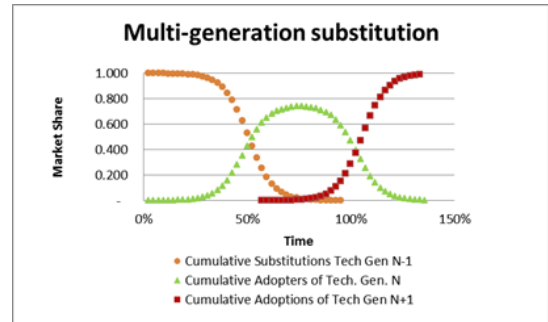 Multi-generation substitution
Market Share
1.000
0.800
0.600
0.400
0.200
-
0%
50%
100%
150%
Time
Cumulative Substitutions Tech Gen N-1
Cumulative Adopters of Tech. Gen. N
Cumulative Adoptions of Tech Gen N+1